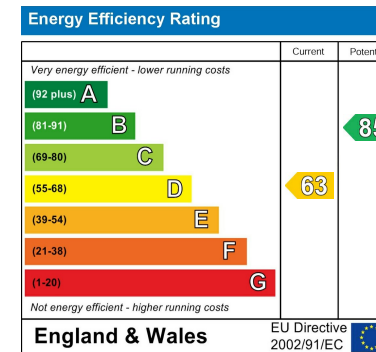 Energy Efficiency Rating
Current Poten
Very energy efficient - lower running costs
(92 plus) A
(81-91) B
85
(69-80) C
(55-68) D
63
(39-54) E
(21-38) F
(1-20) G
Not energy efficient - higher running costs
England & Wales
EU Directive
2002/91/EC